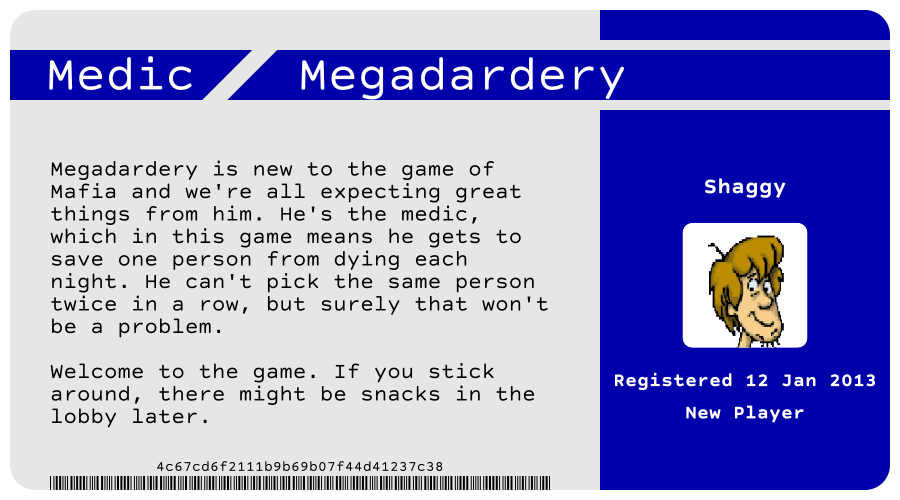 Medic
Megadardery
Megadardery is new to the game of
Mafia and we're all expecting great
things from him. He's the medic,
which in this game means he gets to
save one person from dying each
night. He can't pick the same person
twice in a row, but surely that won't
be a problem.
Welcome to the game. If you stick
around, there might be snacks in the
lobby later.
4c67cd6f2111b9b69b07f44d41237c38
Shaggy
Registered 12 Jan 2013
New Player